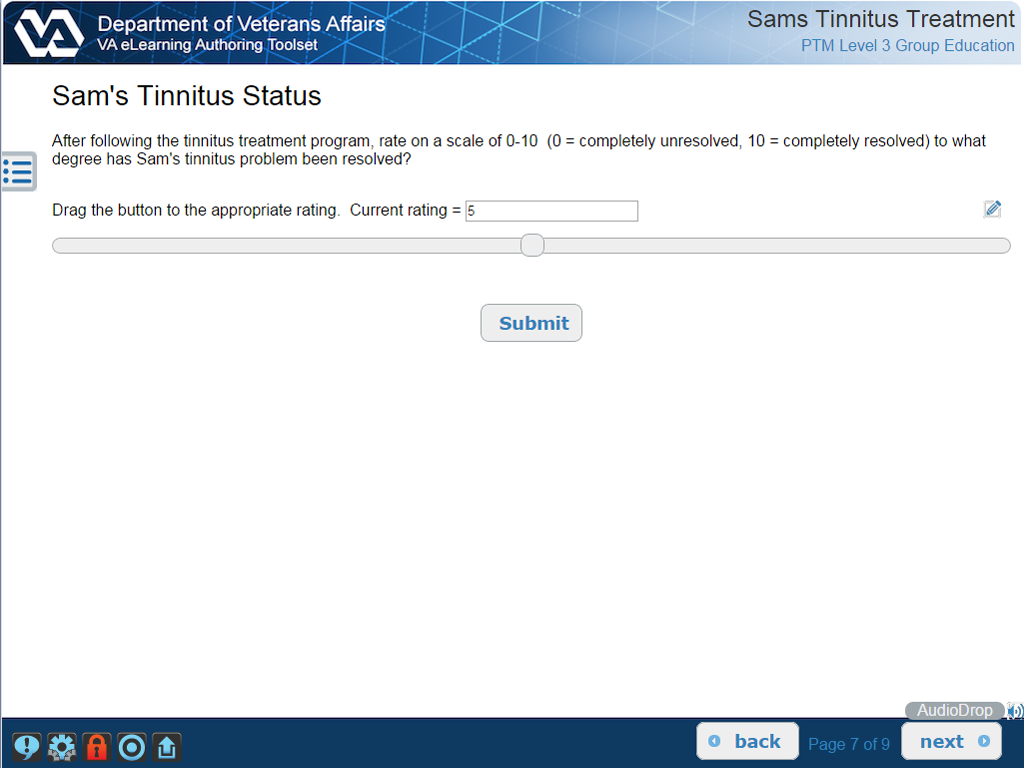 VA
Department of Veterans Affairs
VA eLearning Authoring Toolset
Sams Tinnitus Treatment
PTM Level 3 Group Education
Sam's Tinnitus Status
After following the tinnitus treatment program, rate on a scale of 0-10 (0 = completely unresolved, 10 = completely resolved) to what
degree has Sam's tinnitus problem been resolved?
Drag the button to the appropriate rating. Current rating = 5
Submit
AudioDrop
back
Page 7 of 9
next